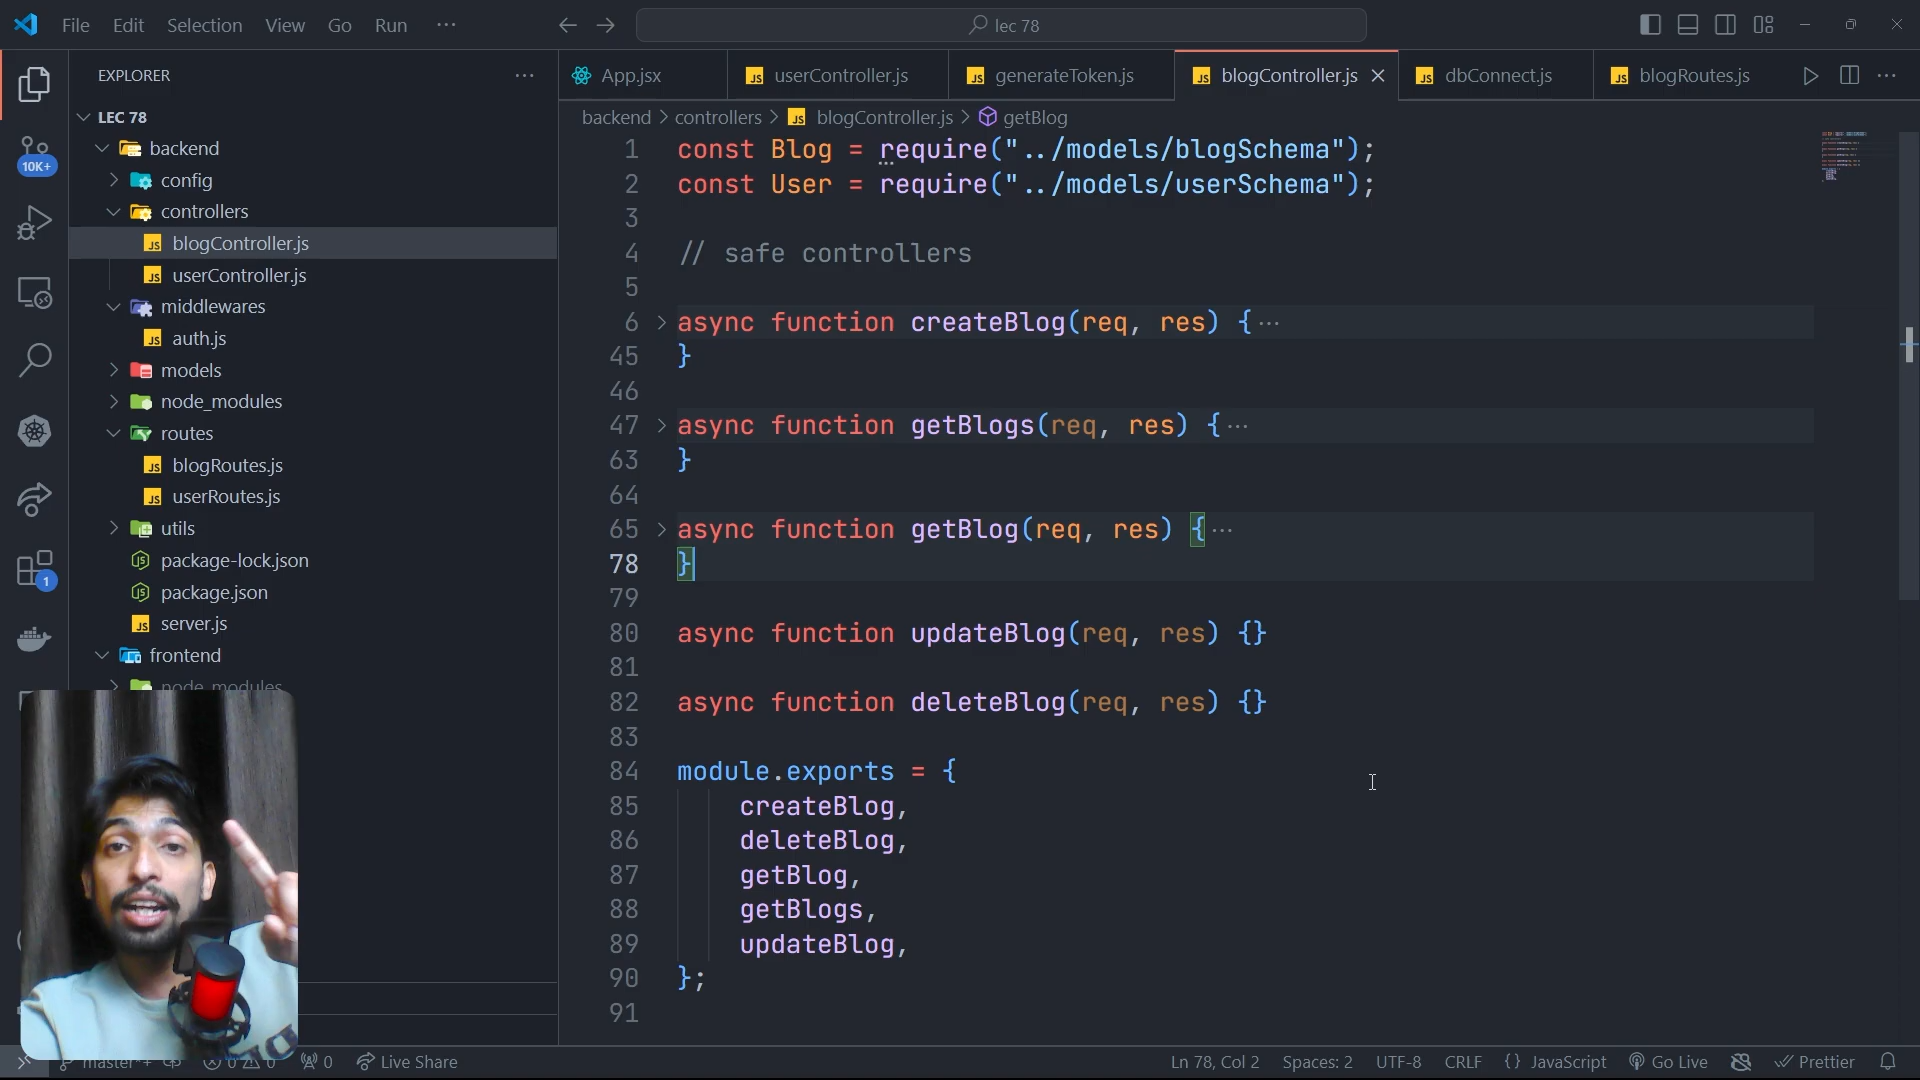 File Edit Selection View Go Run ···
lec 78
EXPLORER
LEC 78
backend
config
controllers
blogController.js
userController.js
middlewares
auth.js
models
node_modules
routes
blogRoutes.js
userRoutes.js
utils
package-lock.json
package.json
server.js
frontend
node_modules
10K+
1
App.jsx userController.js generateToken.js blogController.js dbConnect.js blogRoutes.js
backend > controllers > blogController.js > getBlog
1 const Blog = require("../models/blogSchema");
2 const User = require("../models/userSchema");
3
4 // safe controllers
5
6 async function createBlog(req, res) {···
45 }
46
47 async function getBlogs(req, res) {···
63 }
64
65 async function getBlog(req, res) {···
78 }
79
80 async function updateBlog(req, res) {}
81
82 async function deleteBlog(req, res) {}
83
84 module.exports = {
85 createBlog,
86 deleteBlog,
87 getBlog,
88 getBlogs,
89 updateBlog,
90 };
91
master*+ 0 0 0 Live Share Ln 78, Col 2 Spaces: 2 UTF-8 CRLF {} JavaScript Go Live Prettier